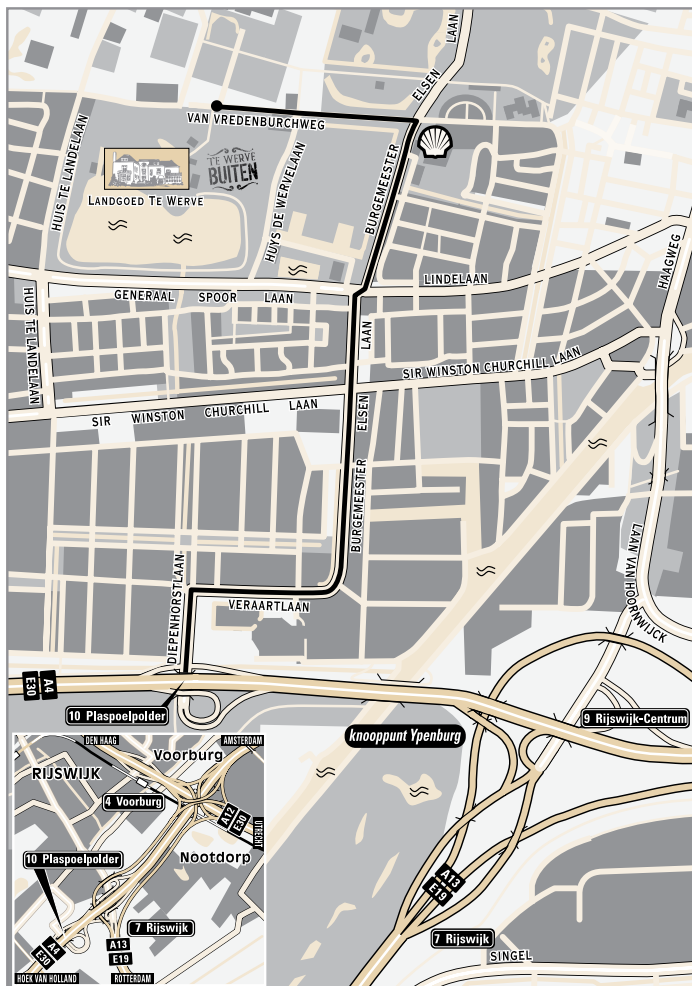 LAAN
ELSEN
VAN VREDENBURCHWEG
HUIS TE LANDELAAN
TE WERVE
BUITEN
LANDGOED TE WERVE
HUYS DE WERVELAAN
BURGEMEESTER
HAAGWEG
LINDELAAN
GENERAAL SPOOR LAAN
HUIS TE LANDELAAN
LAAN
SIR WINSTON CHURCHILL LAAN
SIR WINSTON CHURCHILL LAAN
ELSEN
BURGEMEESTER
LAAN VAN HOORNWIJCK
DIEPENHORSTLAAN
VERAARTLAAN
A4
E30
10 Plaspoelpolder
9 Rijswijk-Centrum
knooppunt Ypenburg
DEN HAAG
Voorburg
AMSTERDAM
RIJSWIJK
4 Voorburg
A12
E30
UTRECHT
Nootdorp
10 Plaspoelpolder
7 Rijswijk
A4
E30
A13
E19
HOEK VAN HOLLAND
ROTTERDAM
A13
E19
7 Rijswijk
SINGEL